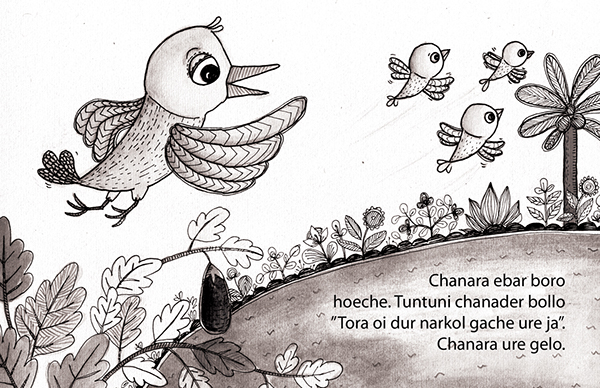 Chanara ebar boro
hoeche. Tuntuni chanader bollo
”Tora oi dur narkol gache ure ja”.
Chanara ure gelo.